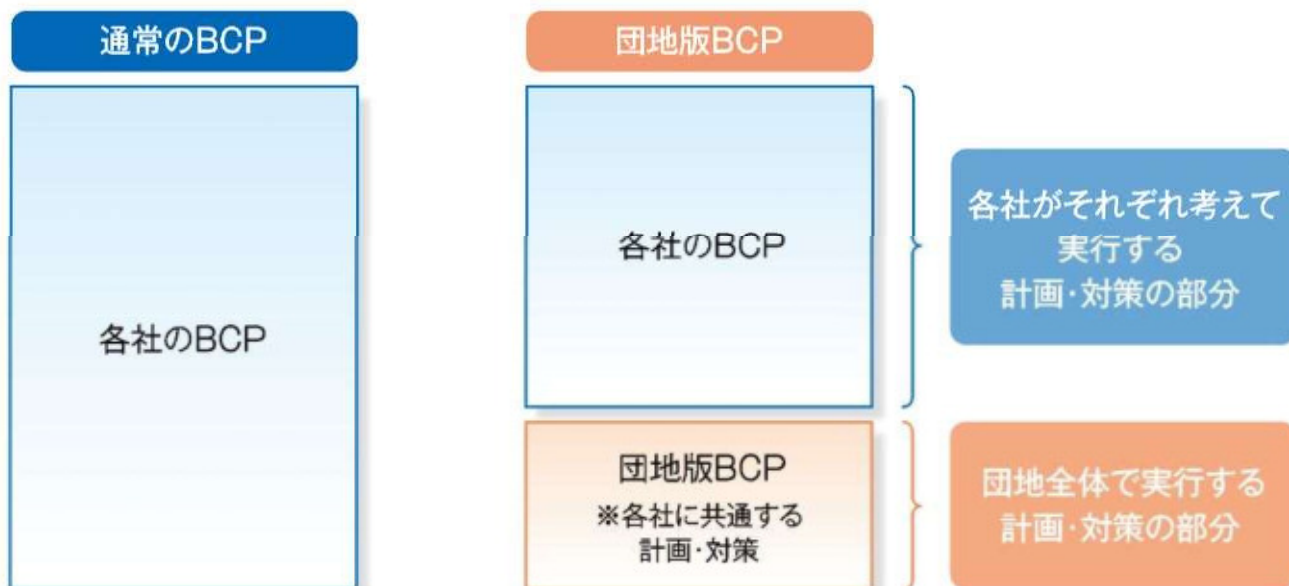 通常のBCP
団地版BCP
各社のBCP
各社のBCP
各社がそれぞれ考えて
実行する
計画・対策の部分
団地版BCP
※各社に共通する
計画・対策
団地全体で実行する
計画・対策の部分